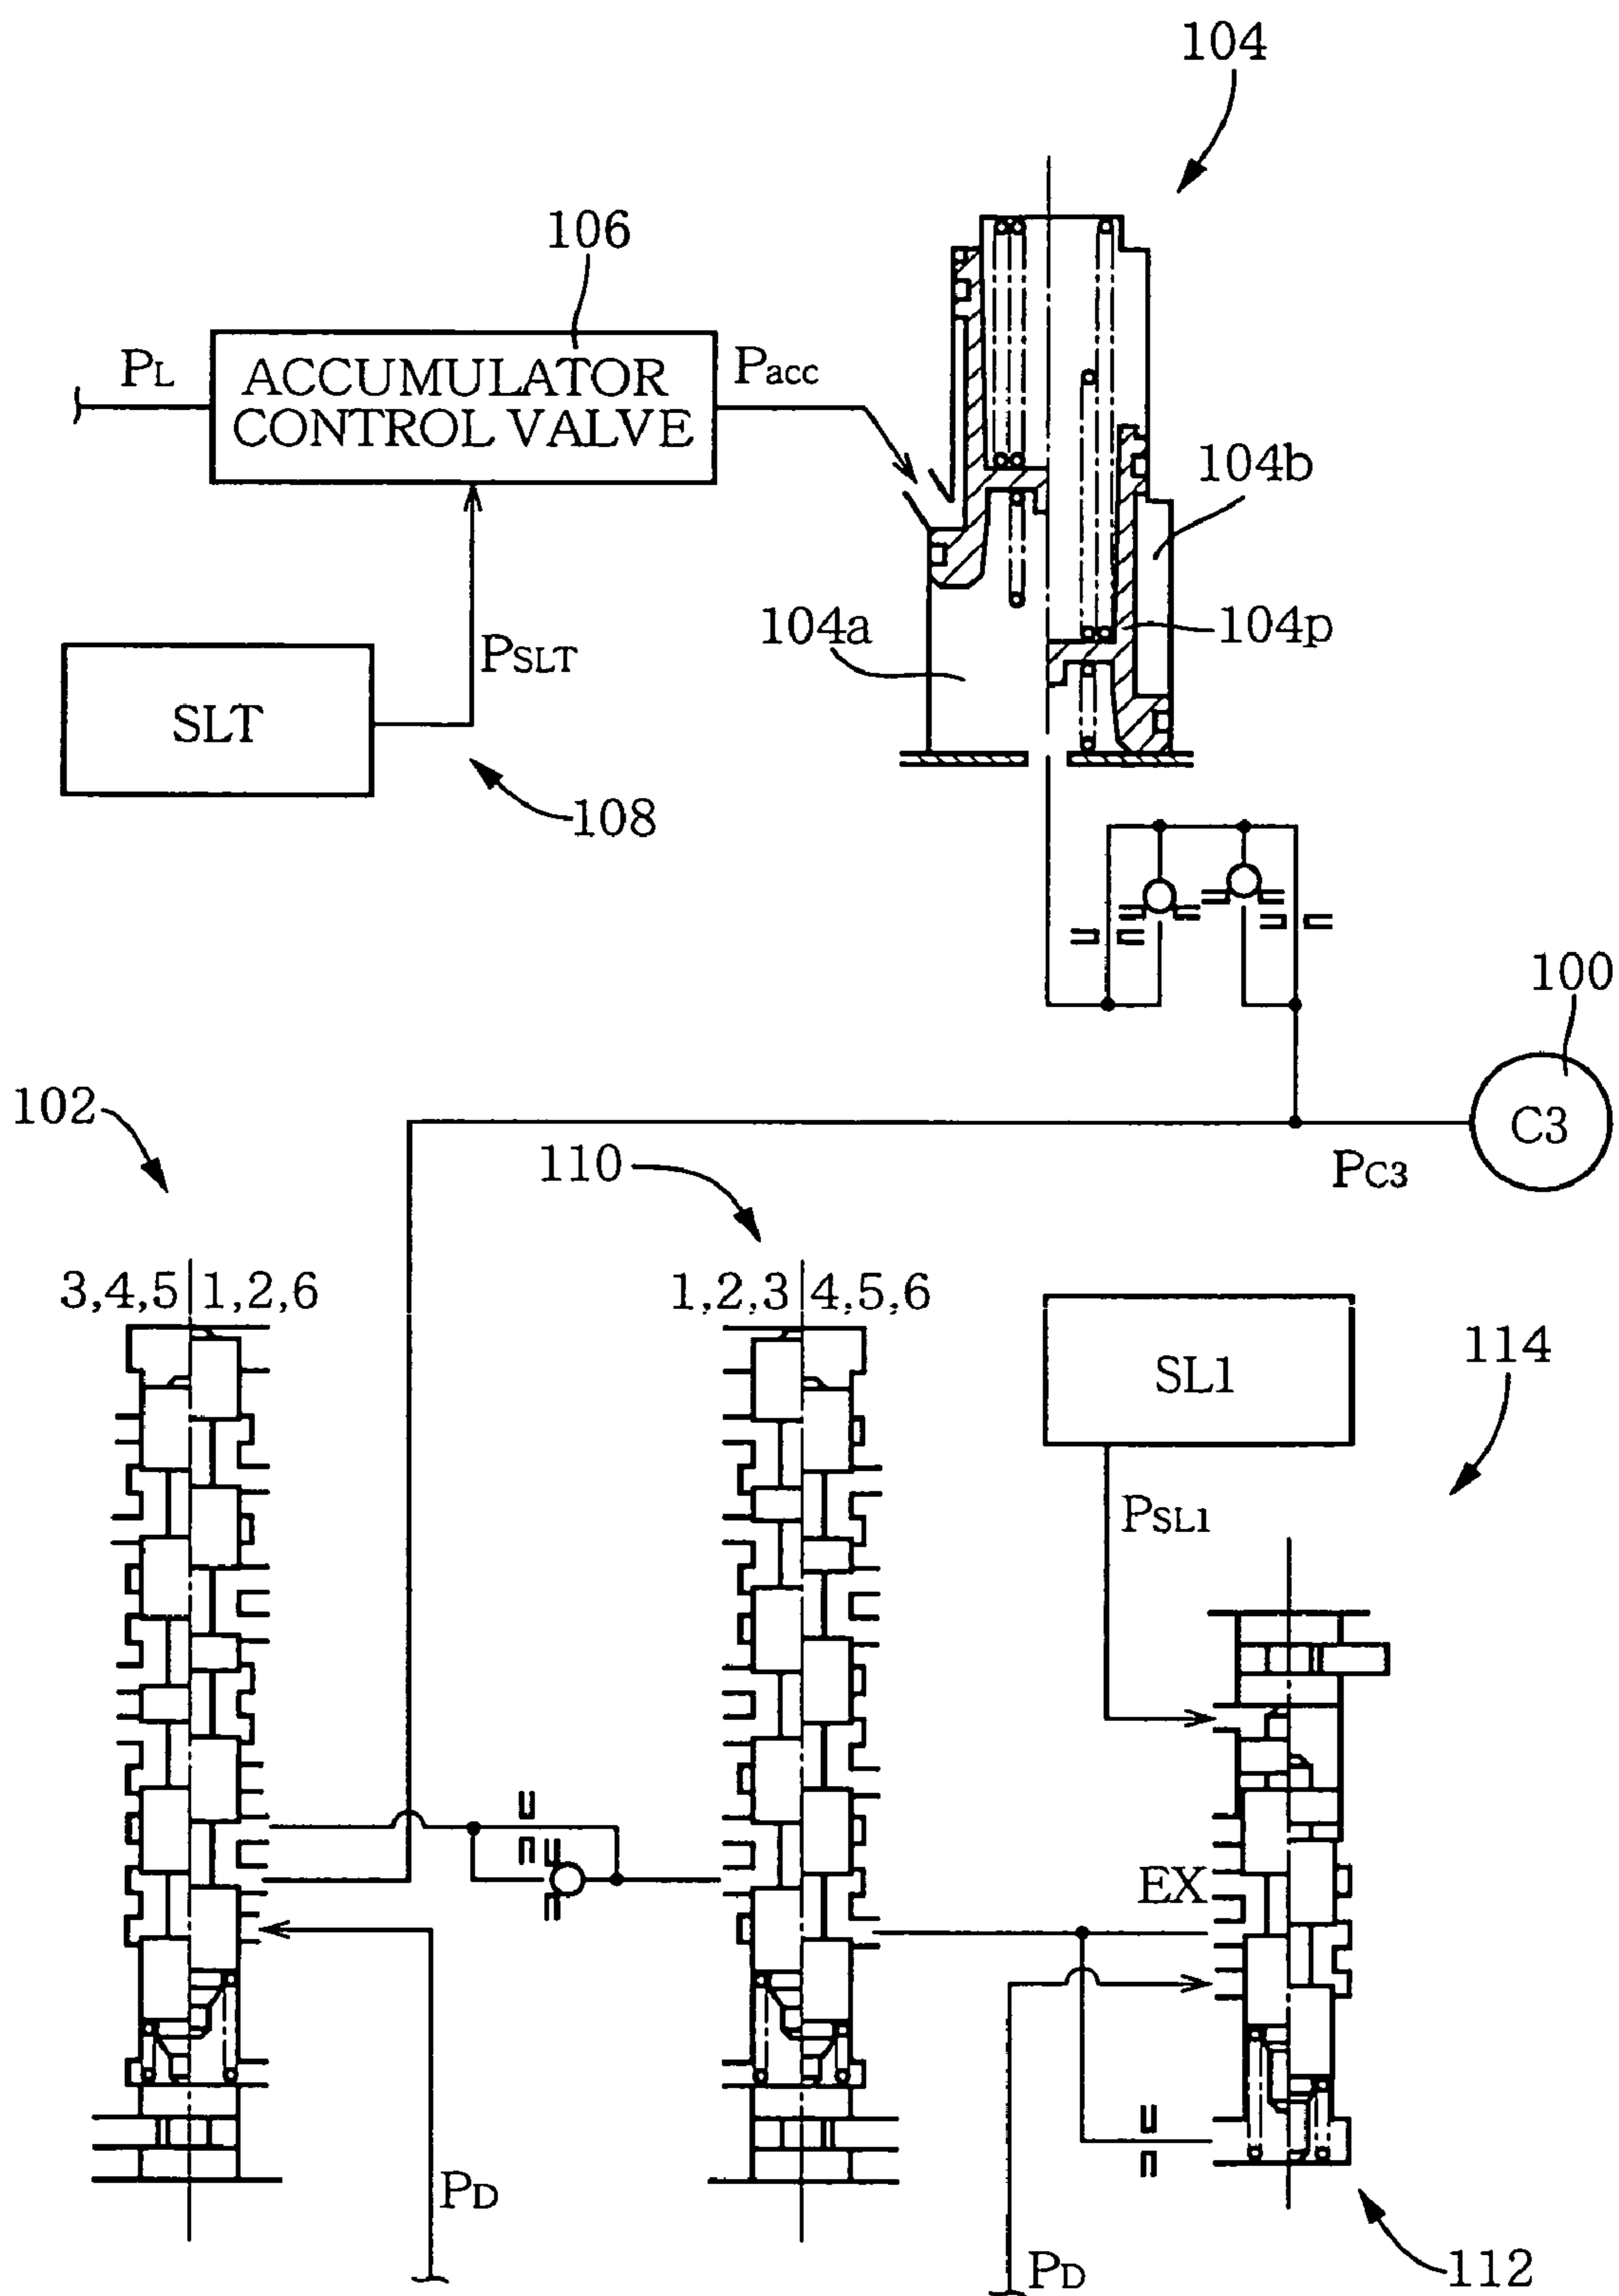 104
106
PL
ACCUMULATOR
CONTROL VALVE
Pacc
104b
104a
104p
PSLT
SLT
108
100
C3
PC3
102
110
3,4,5 1,2,6
1,2,3 4,5,6
SL1
114
PSL1
EX
PD
PD
112